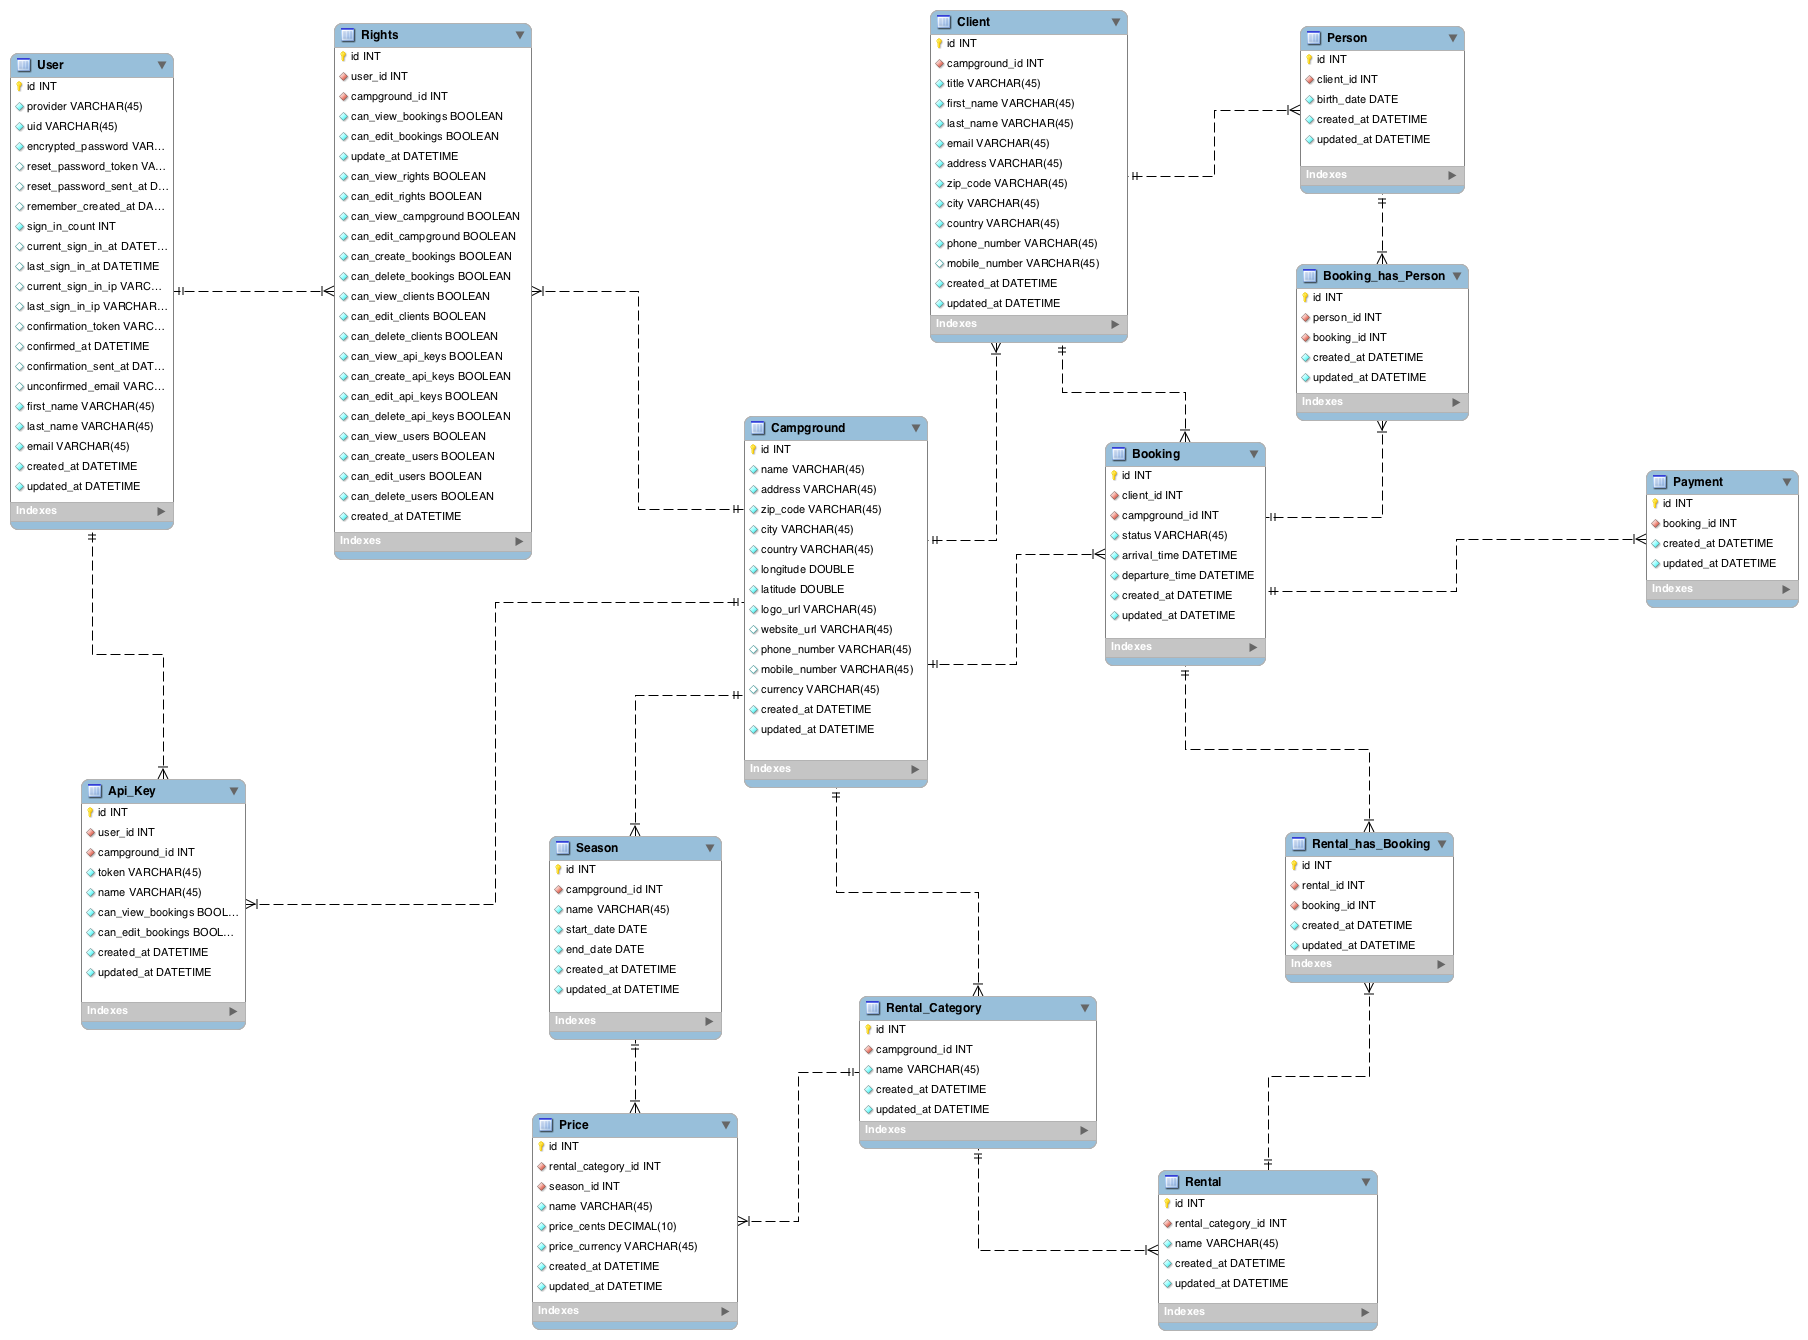 User
id INT
provider VARCHAR(45)
uid VARCHAR(45)
encrypted_password VAR...
reset_password_token VA...
reset_password_sent_at D...
remember_created_at DA...
sign_in_count INT
current_sign_in_at DATET...
last_sign_in_at DATETIME
current_sign_in_ip VARC...
last_sign_in_ip VARCHAR...
confirmation_token VARC...
confirmed_at DATETIME
confirmation_sent_at DAT...
unconfirmed_email VARC...
first_name VARCHAR(45)
last_name VARCHAR(45)
email VARCHAR(45)
created_at DATETIME
updated_at DATETIME
Indexes
Rights
id INT
user_id INT
campground_id INT
can_view_bookings BOOLEAN
can_edit_bookings BOOLEAN
update_at DATETIME
can_view_rights BOOLEAN
can_edit_rights BOOLEAN
can_view_campground BOOLEAN
can_edit_campground BOOLEAN
can_create_bookings BOOLEAN
can_delete_bookings BOOLEAN
can_view_clients BOOLEAN
can_edit_clients BOOLEAN
can_delete_clients BOOLEAN
can_view_api_keys BOOLEAN
can_create_api_keys BOOLEAN
can_edit_api_keys BOOLEAN
can_delete_api_keys BOOLEAN
can_view_users BOOLEAN
can_create_users BOOLEAN
can_edit_users BOOLEAN
can_delete_users BOOLEAN
created_at DATETIME
Indexes
Client
id INT
campground_id INT
title VARCHAR(45)
first_name VARCHAR(45)
last_name VARCHAR(45)
email VARCHAR(45)
address VARCHAR(45)
zip_code VARCHAR(45)
city VARCHAR(45)
country VARCHAR(45)
phone_number VARCHAR(45)
mobile_number VARCHAR(45)
created_at DATETIME
updated_at DATETIME
Indexes
Person
id INT
client_id INT
birth_date DATE
created_at DATETIME
updated_at DATETIME
Indexes
Booking_has_Person
id INT
person_id INT
booking_id INT
created_at DATETIME
updated_at DATETIME
Indexes
Campground
id INT
name VARCHAR(45)
address VARCHAR(45)
zip_code VARCHAR(45)
city VARCHAR(45)
country VARCHAR(45)
longitude DOUBLE
latitude DOUBLE
logo_url VARCHAR(45)
website_url VARCHAR(45)
phone_number VARCHAR(45)
mobile_number VARCHAR(45)
currency VARCHAR(45)
created_at DATETIME
updated_at DATETIME
Indexes
Booking
id INT
client_id INT
campground_id INT
status VARCHAR(45)
arrival_time DATETIME
departure_time DATETIME
created_at DATETIME
updated_at DATETIME
Indexes
Payment
id INT
booking_id INT
created_at DATETIME
updated_at DATETIME
Indexes
Api_Key
id INT
user_id INT
campground_id INT
token VARCHAR(45)
name VARCHAR(45)
can_view_bookings BOOL...
can_edit_bookings BOOL...
created_at DATETIME
updated_at DATETIME
Indexes
Season
id INT
campground_id INT
name VARCHAR(45)
start_date DATE
end_date DATE
created_at DATETIME
updated_at DATETIME
Indexes
Rental_has_Booking
id INT
rental_id INT
booking_id INT
created_at DATETIME
updated_at DATETIME
Indexes
Rental_Category
id INT
campground_id INT
name VARCHAR(45)
created_at DATETIME
updated_at DATETIME
Indexes
Price
id INT
rental_category_id INT
season_id INT
name VARCHAR(45)
price_cents DECIMAL(10)
price_currency VARCHAR(45)
created_at DATETIME
updated_at DATETIME
Indexes
Rental
id INT
rental_category_id INT
name VARCHAR(45)
created_at DATETIME
updated_at DATETIME
Indexes